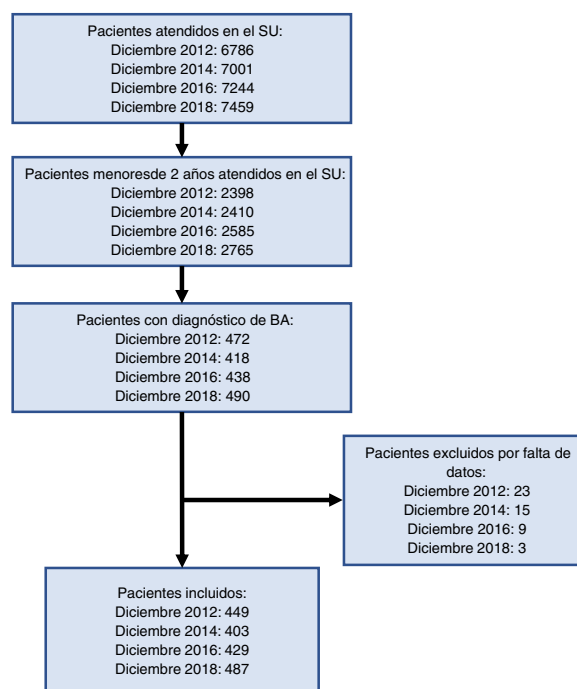 Pacientes atendidos en el SU:
Diciembre 2012: 6786
Diciembre 2014: 7001
Diciembre 2016: 7244
Diciembre 2018: 7459
Pacientes menoresde 2 años atendidos en el SU:
Diciembre 2012: 2398
Diciembre 2014: 2410
Diciembre 2016: 2585
Diciembre 2018: 2765
Pacientes con diagnóstico de BA:
Diciembre 2012: 472
Diciembre 2014: 418
Diciembre 2016: 438
Diciembre 2018: 490
Pacientes excluidos por falta de
datos:
Diciembre 2012: 23
Diciembre 2014: 15
Diciembre 2016: 9
Diciembre 2018: 3
Pacientes incluidos:
Diciembre 2012: 449
Diciembre 2014: 403
Diciembre 2016: 429
Diciembre 2018: 487